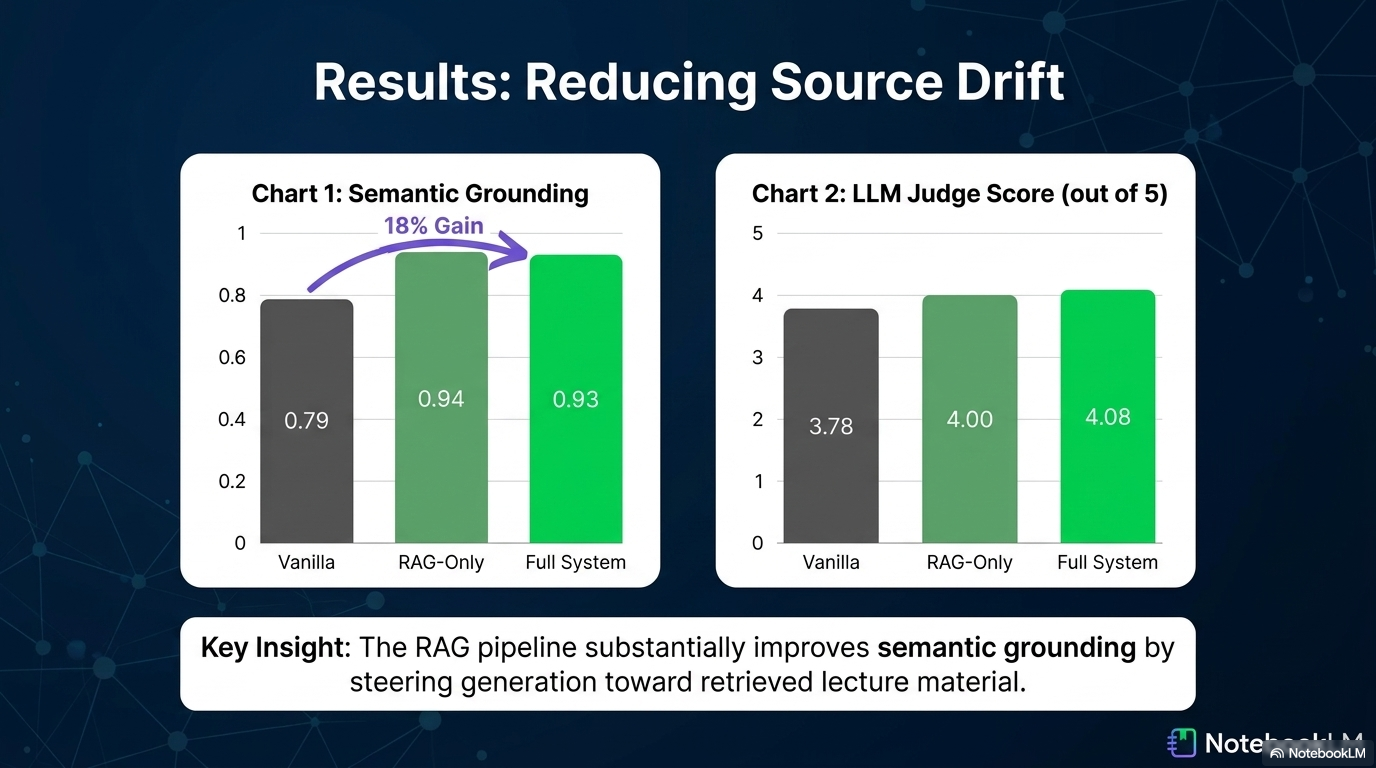 Results: Reducing Source Drift
Chart 1: Semantic Grounding
18% Gain
1
0.8
0.6
0.4
0.2
0
0.79
0.94
0.93
Vanilla
RAG-Only
Full System
Chart 2: LLM Judge Score (out of 5)
5
4
3
2
1
0
3.78
4.00
4.08
Vanilla
RAG-Only
Full System
Key Insight: The RAG pipeline substantially improves semantic grounding by
steering generation toward retrieved lecture material.
NotebookLM
NotebookLM